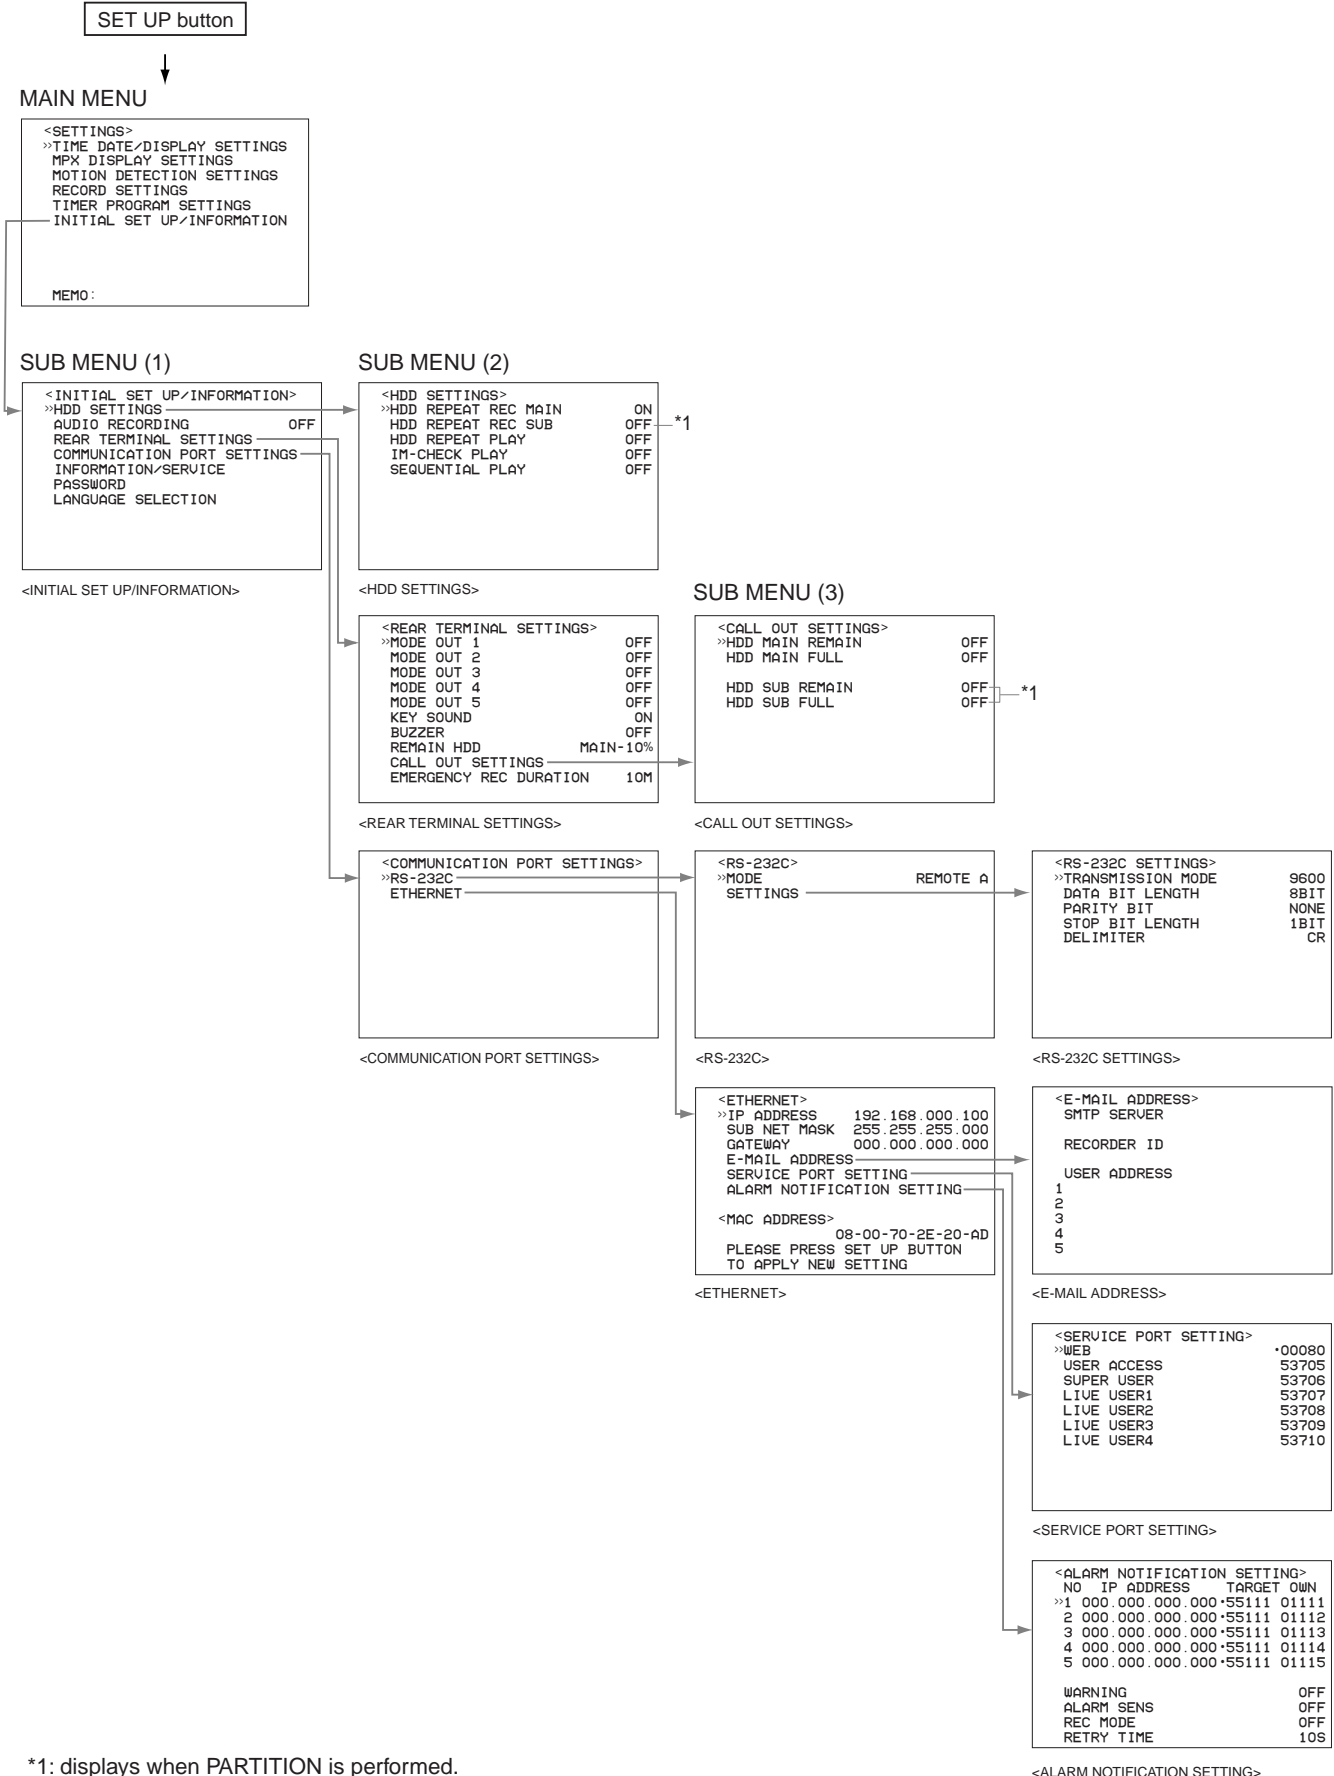 SET UP button
MAIN MENU
<SETTINGS>
»TIME DATE/DISPLAY SETTINGS
MPX DISPLAY SETTINGS
MOTION DETECTION SETTINGS
RECORD SETTINGS
TIMER PROGRAM SETTINGS
INITIAL SET UP/INFORMATION
MEMO:
SUB MENU (1)
<INITIAL SET UP/INFORMATION>
»HDD SETTINGS
AUDIO RECORDING OFF
REAR TERMINAL SETTINGS
COMMUNICATION PORT SETTINGS
INFORMATION/SERVICE
PASSWORD
LANGUAGE SELECTION
<INITIAL SET UP/INFORMATION>
SUB MENU (2)
<HDD SETTINGS>
»HDD REPEAT REC MAIN ON
HDD REPEAT REC SUB OFF *1
HDD REPEAT PLAY OFF
IM-CHECK PLAY OFF
SEQUENTIAL PLAY OFF
<HDD SETTINGS>
<REAR TERMINAL SETTINGS>
»MODE OUT 1 OFF
MODE OUT 2 OFF
MODE OUT 3 OFF
MODE OUT 4 OFF
MODE OUT 5 OFF
KEY SOUND ON
BUZZER OFF
REMAIN HDD MAIN-10%
CALL OUT SETTINGS
EMERGENCY REC DURATION 10M
<REAR TERMINAL SETTINGS>
SUB MENU (3)
<CALL OUT SETTINGS>
»HDD MAIN REMAIN OFF
HDD MAIN FULL OFF
HDD SUB REMAIN OFF
HDD SUB FULL OFF
*1
<CALL OUT SETTINGS>
<COMMUNICATION PORT SETTINGS>
»RS-232C
ETHERNET
<COMMUNICATION PORT SETTINGS>
<RS-232C>
»MODE REMOTE A
SETTINGS
<RS-232C>
<RS-232C SETTINGS>
»TRANSMISSION MODE 9600
DATA BIT LENGTH 8BIT
PARITY BIT NONE
STOP BIT LENGTH 1BIT
DELIMITER CR
<RS-232C SETTINGS>
<ETHERNET>
»IP ADDRESS 192.168.000.100
SUB NET MASK 255.255.255.000
GATEWAY 000.000.000.000
E-MAIL ADDRESS
SERVICE PORT SETTING
ALARM NOTIFICATION SETTING
<MAC ADDRESS>
08-00-70-2E-20-AD
PLEASE PRESS SET UP BUTTON
TO APPLY NEW SETTING
<ETHERNET>
<E-MAIL ADDRESS>
SMTP SERVER
RECORDER ID
USER ADDRESS
1
2
3
4
5
<E-MAIL ADDRESS>
<SERVICE PORT SETTING>
»WEB •00080
USER ACCESS 53705
SUPER USER 53706
LIVE USER1 53707
LIVE USER2 53708
LIVE USER3 53709
LIVE USER4 53710
<SERVICE PORT SETTING>
<ALARM NOTIFICATION SETTING>
NO IP ADDRESS TARGET OWN
»1 000.000.000.000•55111 01111
2 000.000.000.000•55111 01112
3 000.000.000.000•55111 01113
4 000.000.000.000•55111 01114
5 000.000.000.000•55111 01115
WARNING OFF
ALARM SENS OFF
REC MODE OFF
RETRY TIME 10S
<ALARM NOTIFICATION SETTING>
*1: displays when PARTITION is performed.